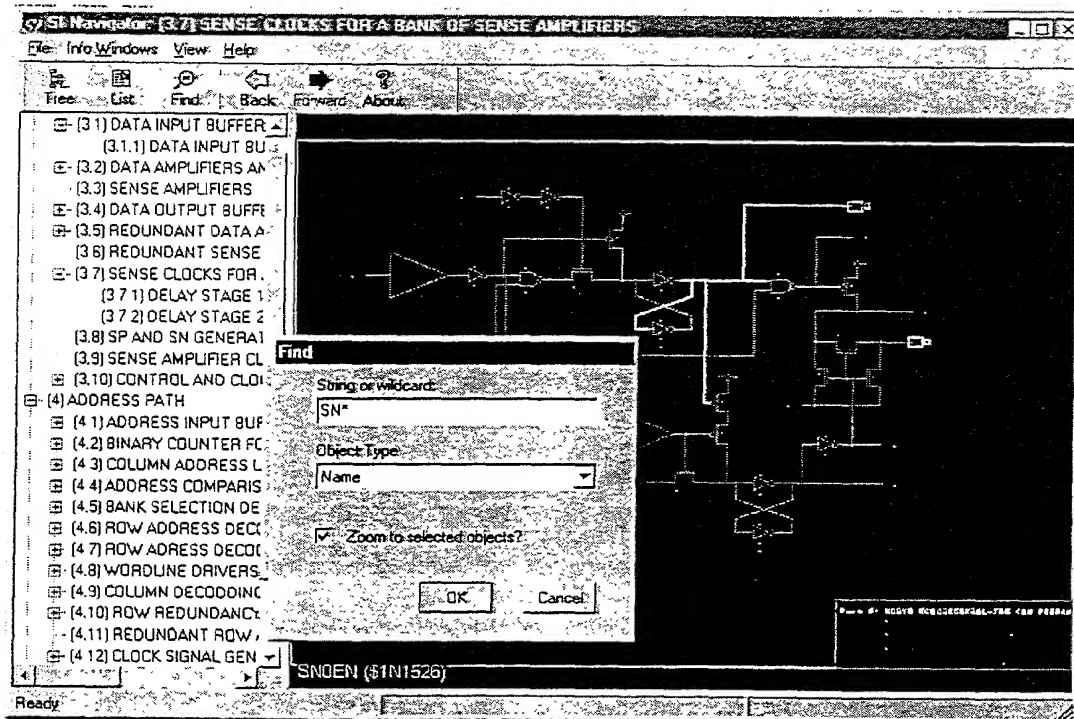 SI Navigator: [3.7] SENSE CLOCKS FOR A BANK OF SENSE AMPLIFIERS
File Info Windows View Help
Tree List Find Back Forward About
[3.1] DATA INPUT BUFFER
[3.1.1] DATA INPUT BU
[3.2] DATA AMPLIFIERS AN
[3.3] SENSE AMPLIFIERS
[3.4] DATA OUTPUT BUFFE
[3.5] REDUNDANT DATA A
[3.6] REDUNDANT SENSE
[3.7] SENSE CLOCKS FOR
[3.7.1] DELAY STAGE 1
[3.7.2] DELAY STAGE 2
[3.8] SP AND SN GENERAT
[3.9] SENSE AMPLIFIER CL
[3.10] CONTROL AND CLO
[4] ADDRESS PATH
[4.1] ADDRESS INPUT BUF
[4.2] BINARY COUNTER FO
[4.3] COLUMN ADDRESS L
[4.4] ADDRESS COMPARIS
[4.5] BANK SELECTION DE
[4.6] ROW ADDRESS DECO
[4.7] ROW ADRESS DECOD
[4.8] WORDLINE DRIVERS
[4.9] COLUMN DECODDING
[4.10] ROW REDUNDANCY
[4.11] REDUNDANT ROW
[4.12] CLOCK SIGNAL GEN
Find
String or wildcard:
SN*
Object Type
Name
Zoom to selected objects?
OK Cancel
SNOEN ($1N1526)
Ready